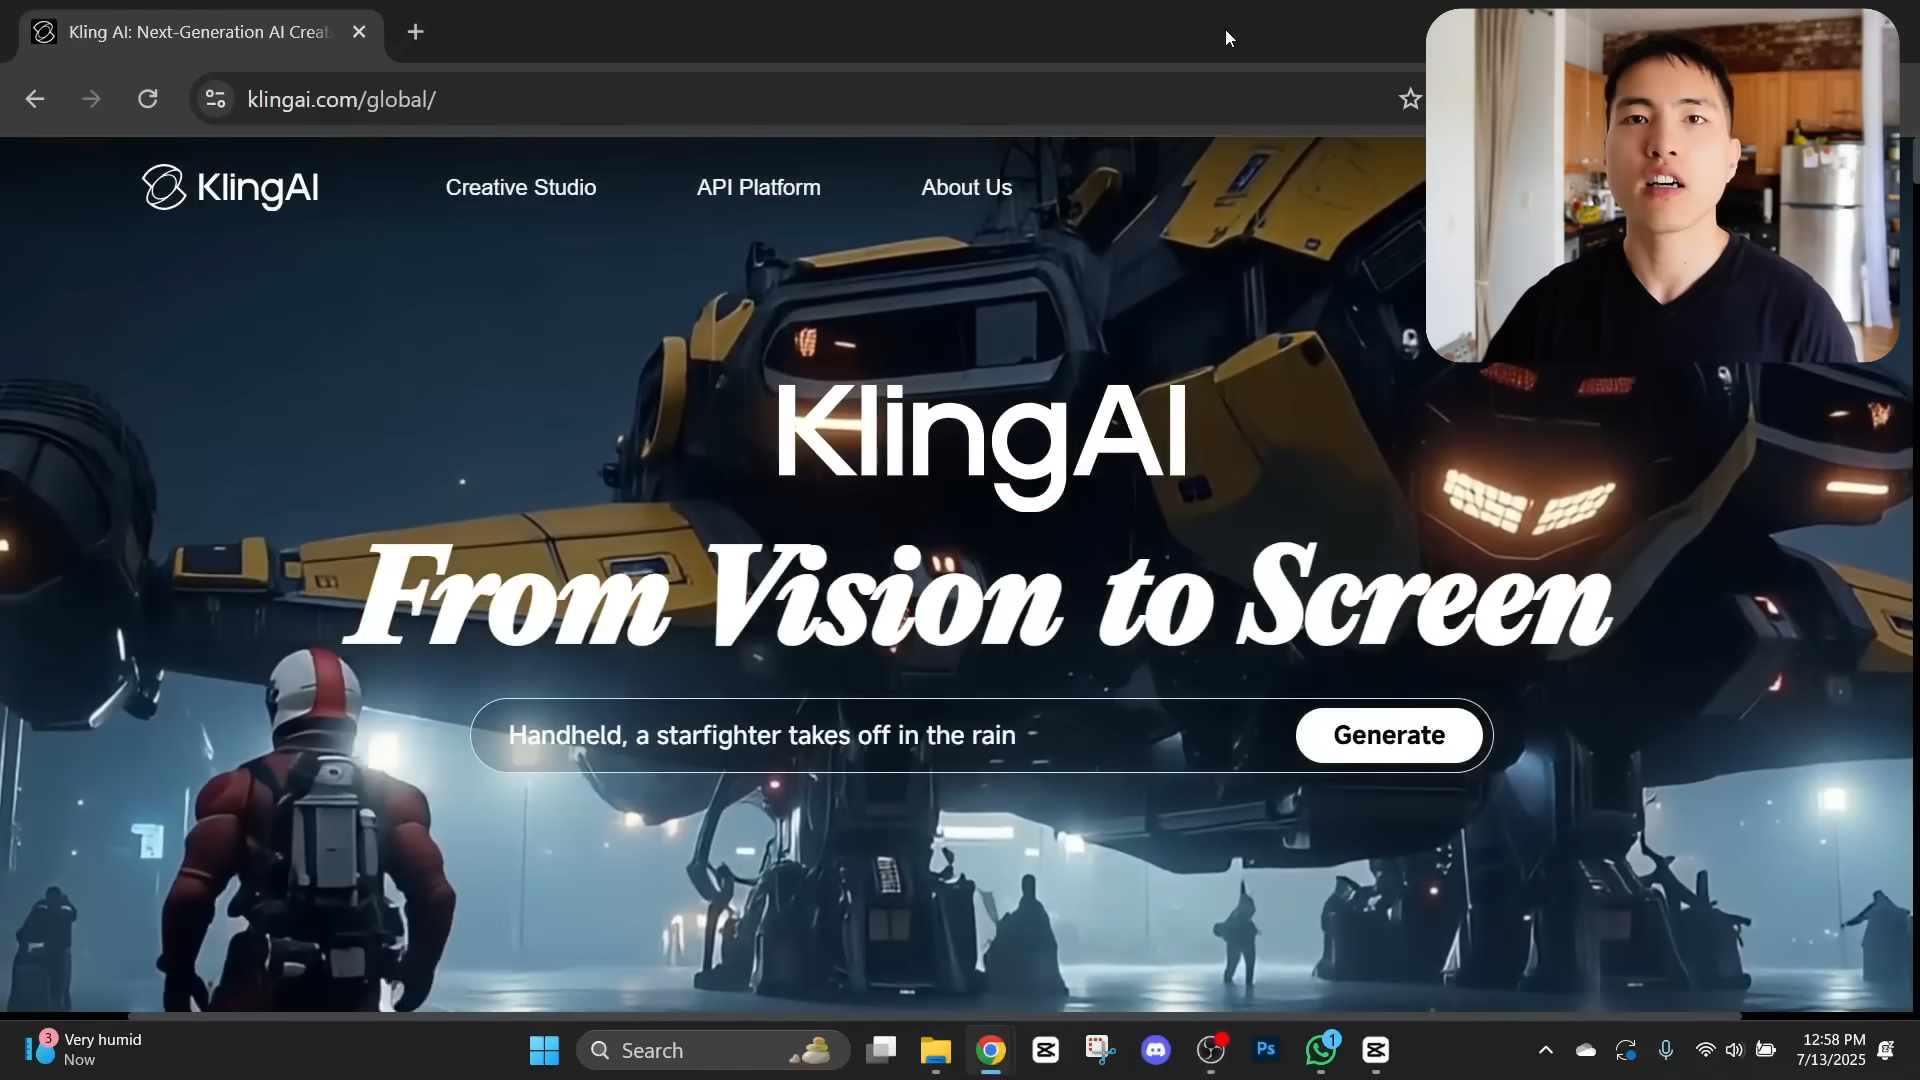 Kling AI: Next-Generation AI Creat
klingai.com/global/
KlingAI
Creative Studio
API Platform
About Us
KlingAI
From Vision to Screen
Handheld, a starfighter takes off in the rain
Generate
3
Very humid
Now
Search
Ps
1
12:58 PM
7/13/2025